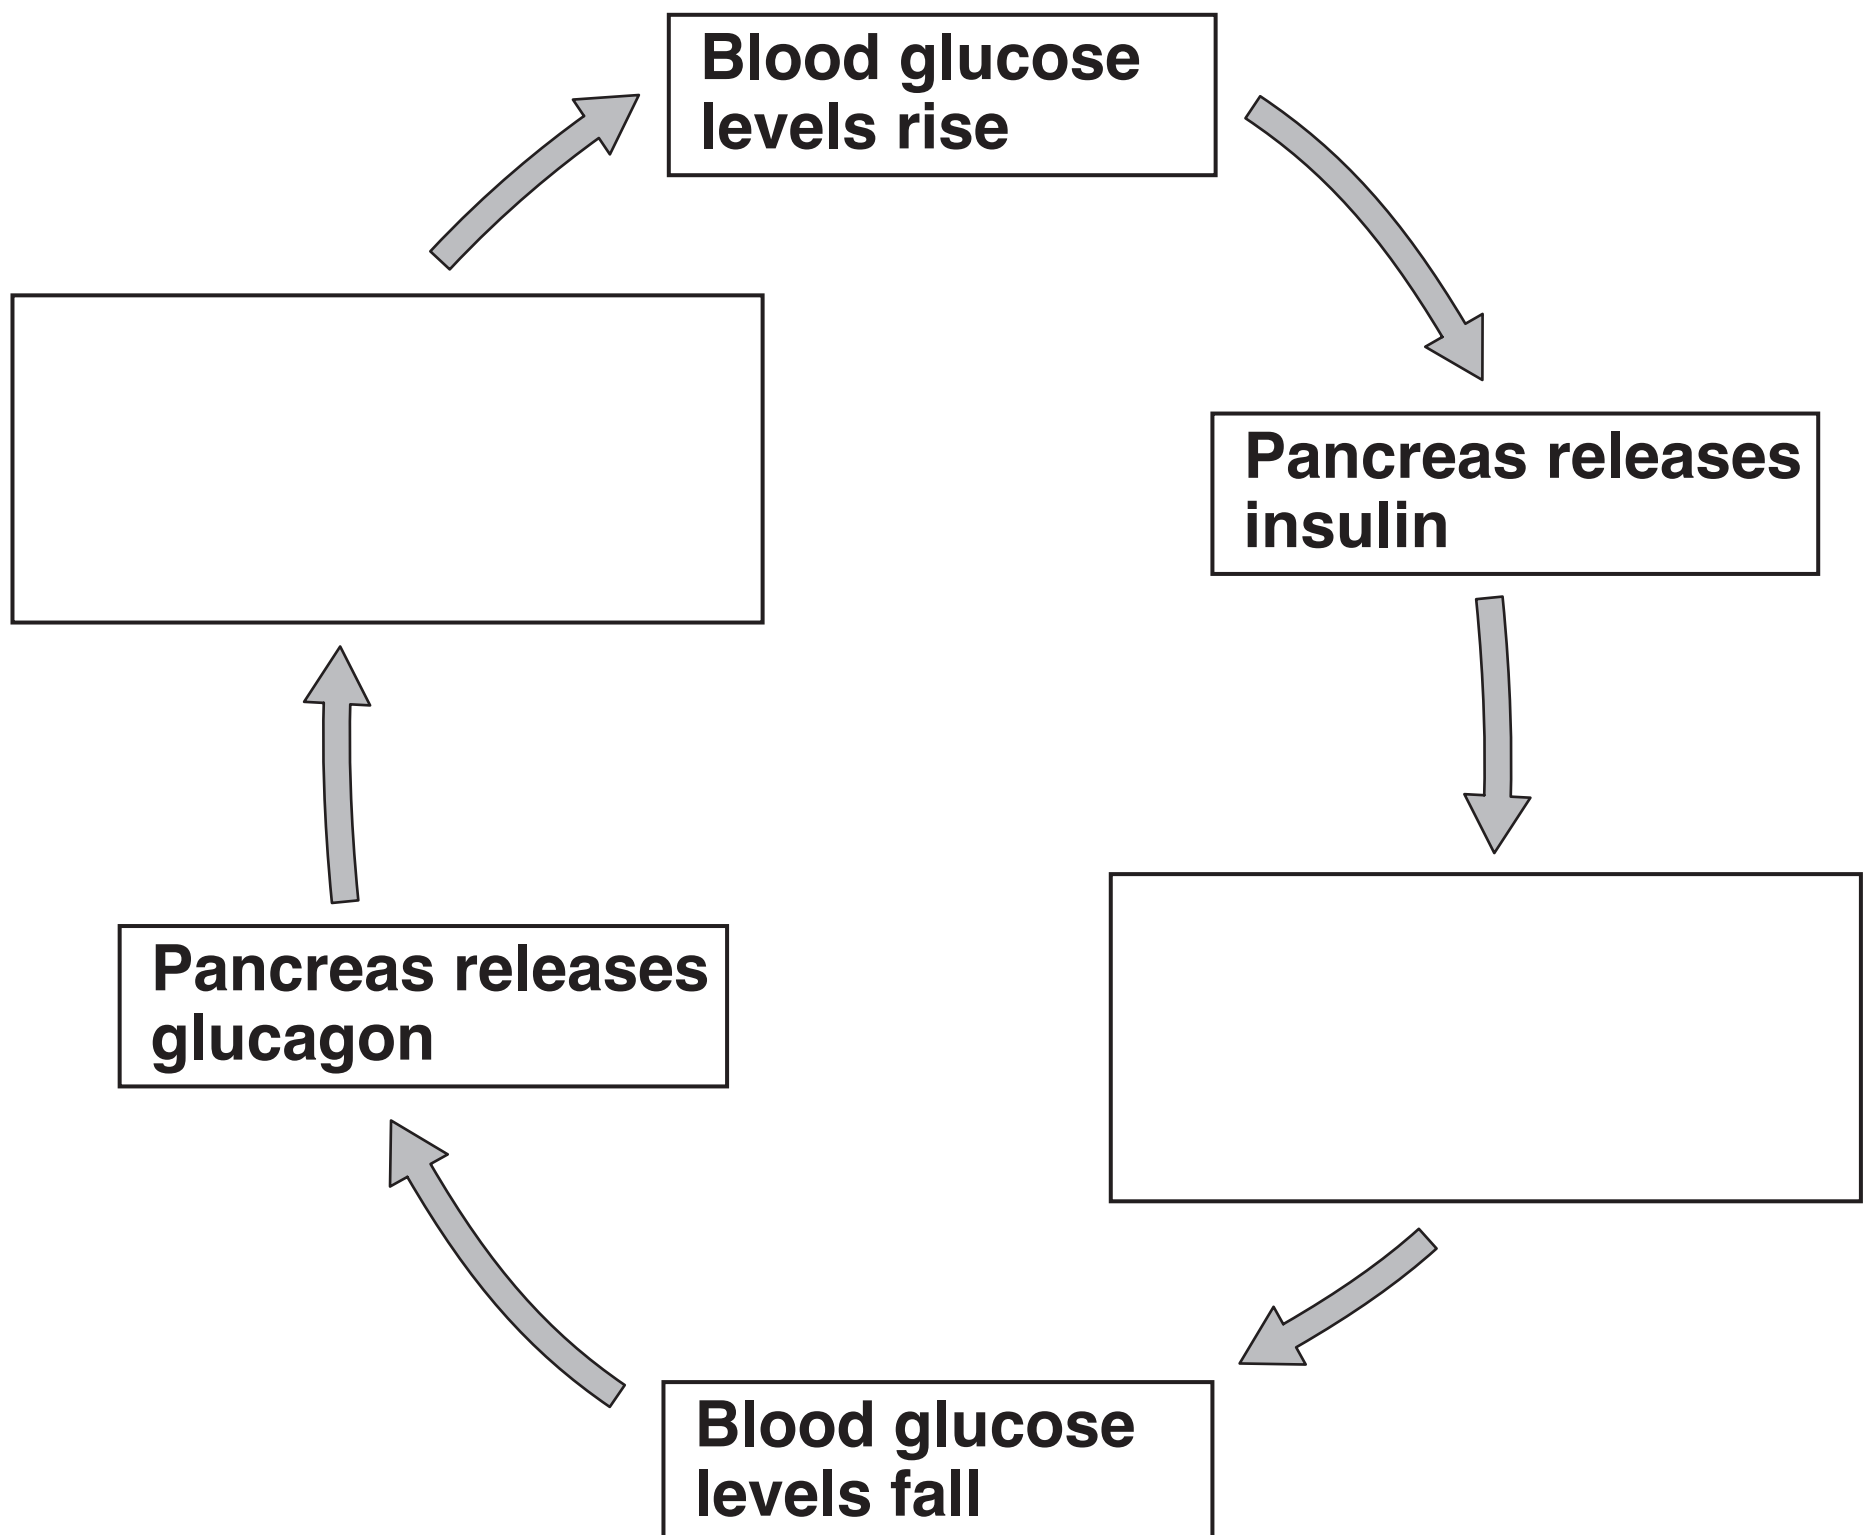 Blood glucose
levels rise
Pancreas releases
insulin
Pancreas releases
glucagon
Blood glucose
levels fall